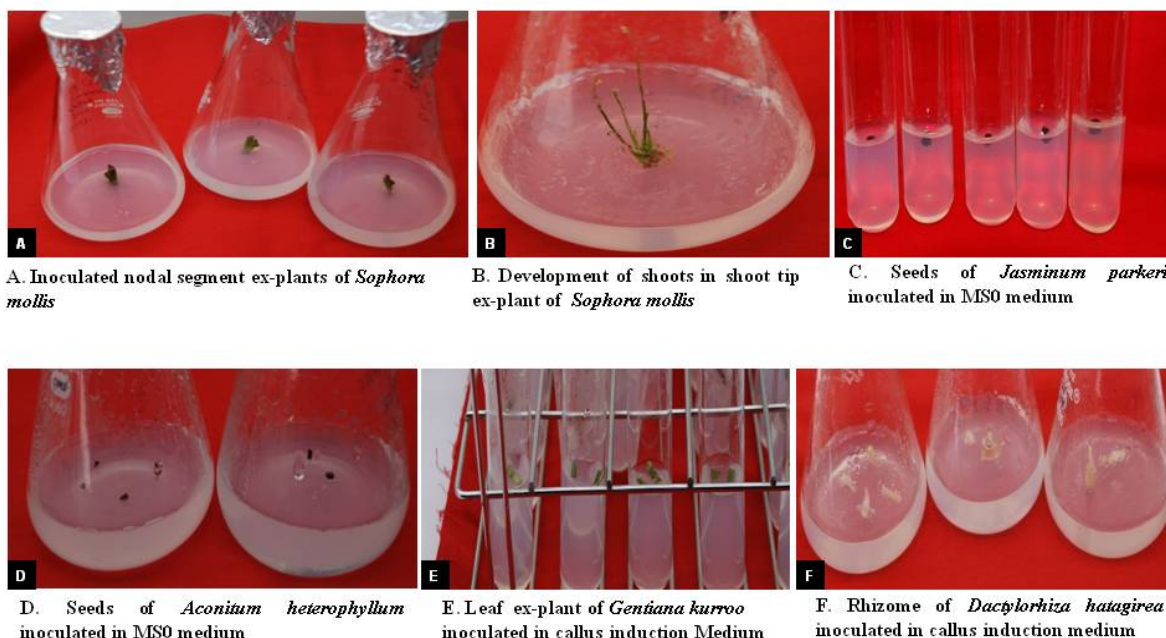 A
B
C
A. Inoculated nodal segment ex-plants of Sophora
mollis
B. Development of shoots in shoot tip
ex-plant of Sophora mollis
C. Seeds of Jasminum parkeri
inoculated in MS0 medium
D
E
F
D. Seeds of Aconitum heterophyllum
inoculated in MS0 medium
E. Leaf ex-plant of Gentiana kurroo
inoculated in callus induction Medium
F. Rhizome of Dactylorhiza hatagirea
inoculated in callus induction medium